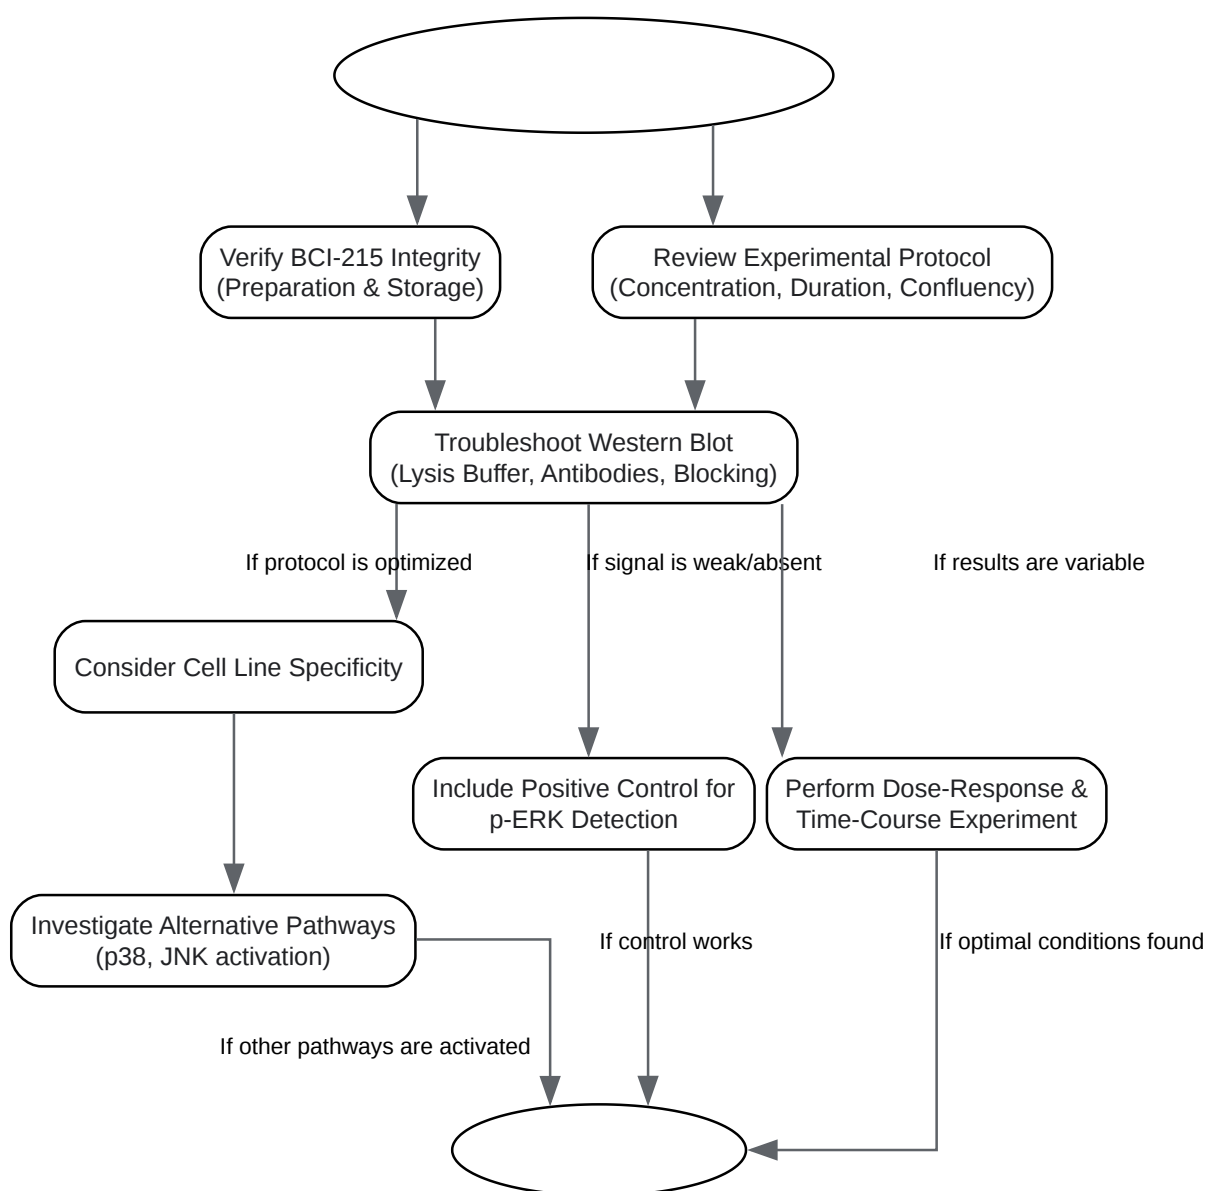 Verify BCI-215 Integrity
(Preparation & Storage)
Review Experimental Protocol
(Concentration, Duration, Confluency)
Troubleshoot Western Blot
(Lysis Buffer, Antibodies, Blocking)
If protocol is optimized
If signal is weak/absent
If results are variable
Consider Cell Line Specificity
Include Positive Control for
p-ERK Detection
Perform Dose-Response &
Time-Course Experiment
Investigate Alternative Pathways
(p38, JNK activation)
If control works
If optimal conditions found
If other pathways are activated